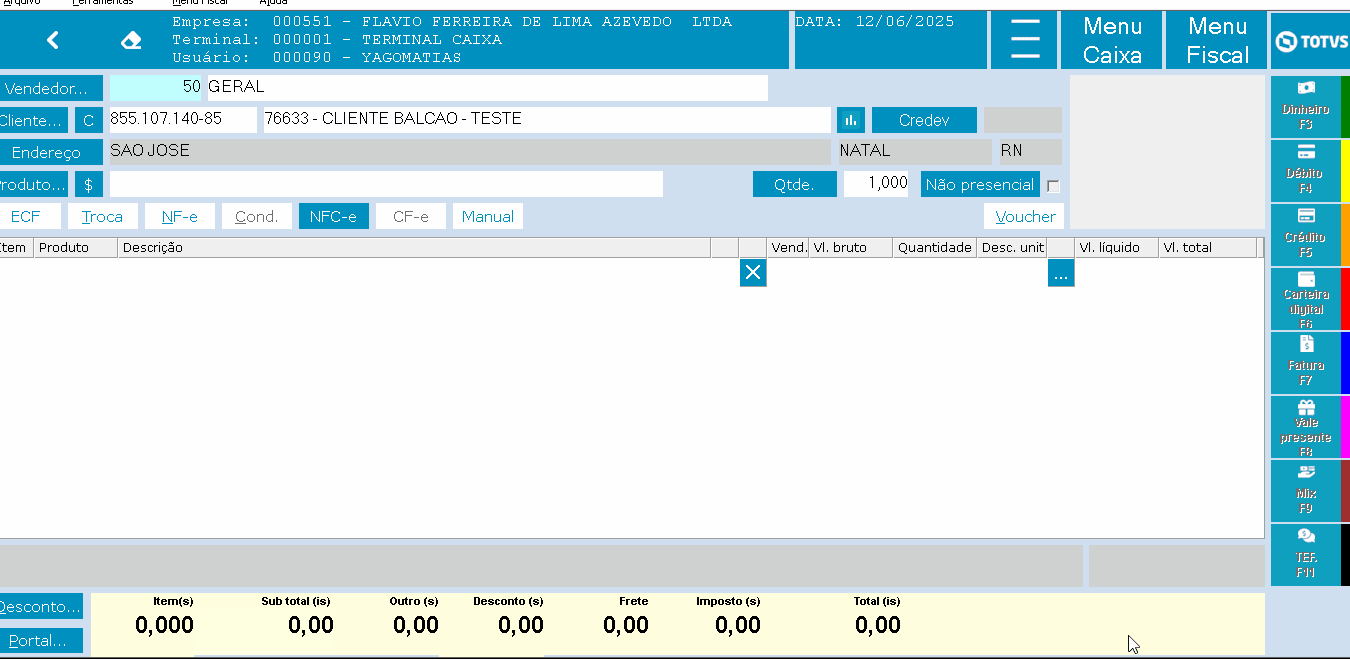 Arquivo Ferramentas Menu Fiscal Ajuda
Empresa: 000551 - FLAVIO FERREIRA DE LIMA AZEVEDO LTDA
Terminal: 000001 - TERMINAL CAIXA
Usuário: 000090 - YAGOMATIAS
DATA: 12/06/2025
Menu Caixa
Menu Fiscal
TOTVS
Vendedor... 50 GERAL
Cliente... C 855.107.140-85 76633 - CLIENTE BALCAO - TESTE Credev
Endereço SAO JOSE NATAL RN
Produto... $ Qtde. 1,000 Não presencial
ECF Troca NF-e Cond. NFC-e CF-e Manual Voucher
Item Produto Descrição Vend. Vl. bruto Quantidade Desc. unit Vl. líquido Vl. total
...
Dinheiro
F3
Débito
F4
Crédito
F5
Carteira
digital
F6
Fatura
F7
Vale
presente
F8
Mix
F9
TEF.
F11
Desconto...
Portal...
Item(s) Sub total (is) Outro (s) Desconto (s) Frete Imposto (s) Total (is)
0,000 0,00 0,00 0,00 0,00 0,00 0,00